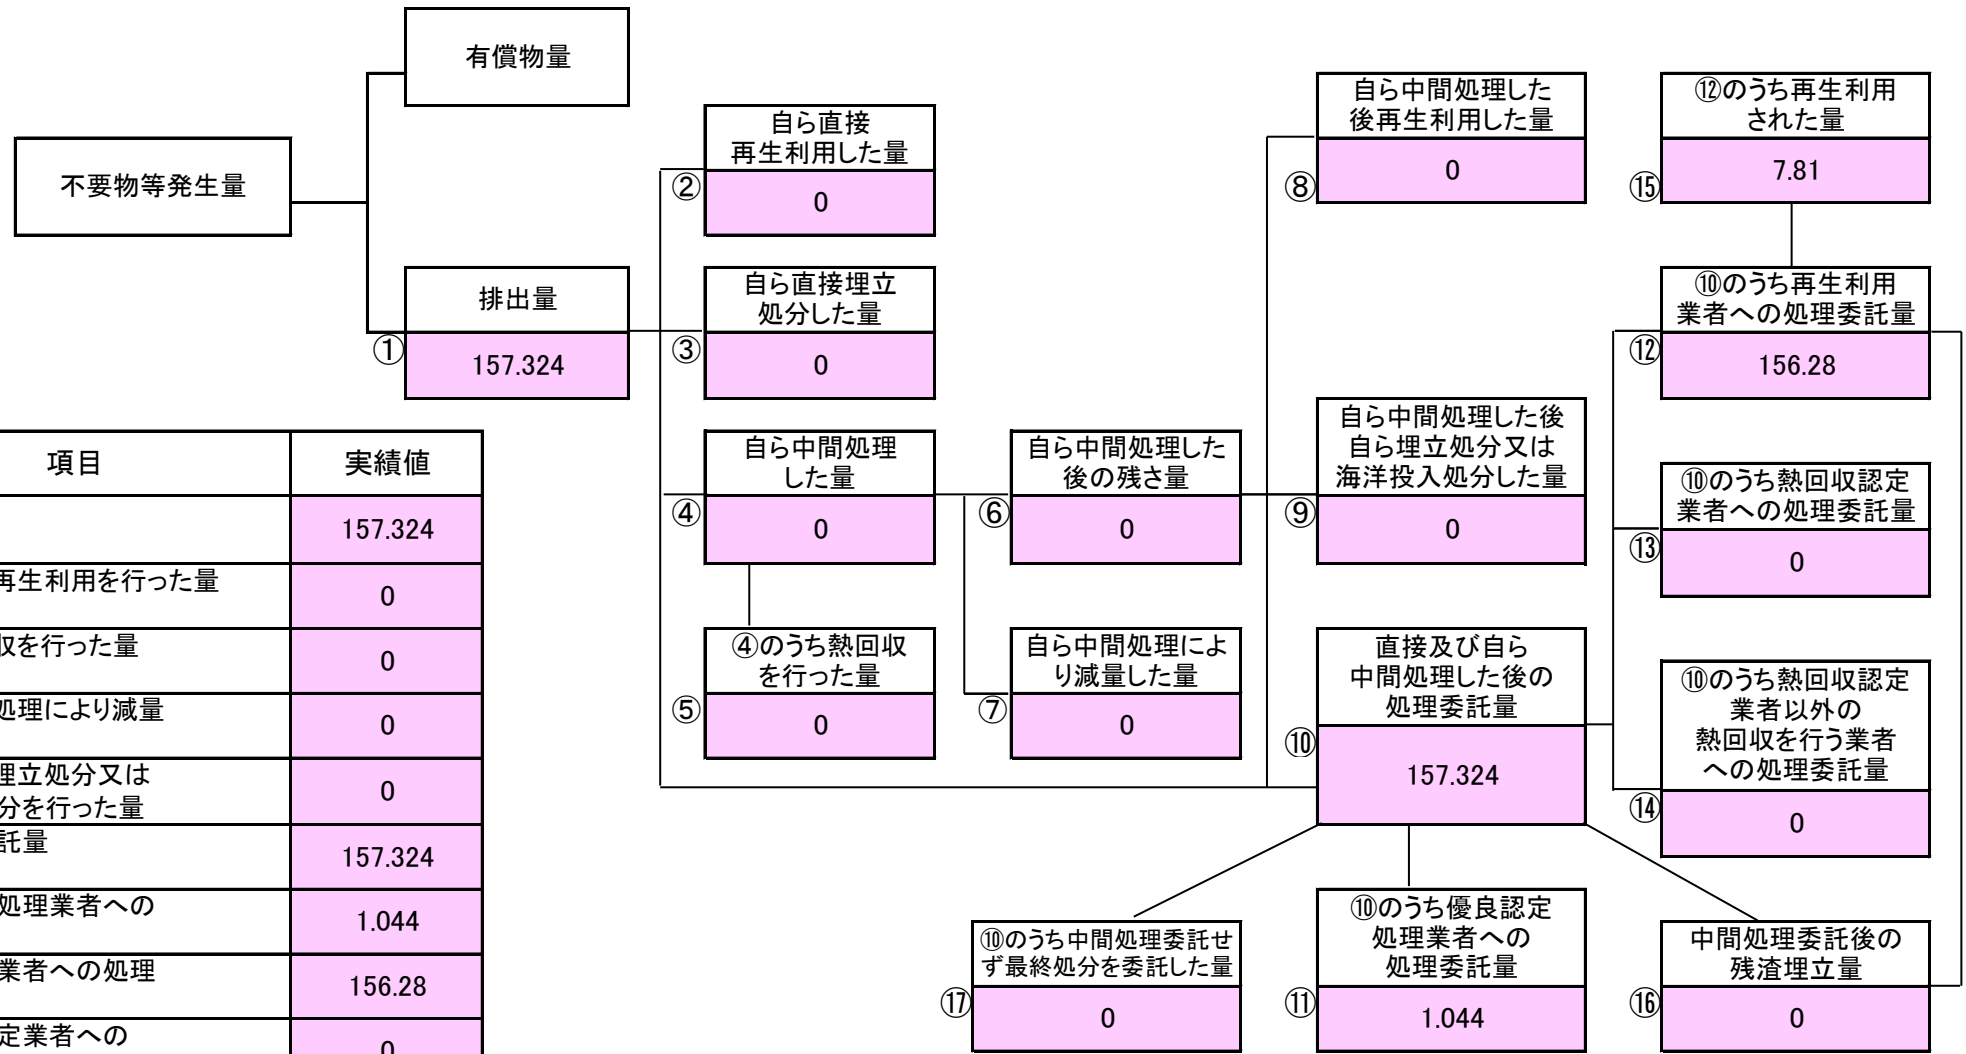 有償物量
不要物等発生量
排出量
①
157.324
自ら直接
再生利用した量
②
0
自ら直接埋立
処分した量
③
0
自ら中間処理
した量
④
0
④のうち熱回収
を行った量
⑤
0
自ら中間処理した
後の残さ量
⑥
0
自ら中間処理によ
り減量した量
⑦
0
自ら中間処理した
後再生利用した量
⑧
0
自ら中間処理した後
自ら埋立処分又は
海洋投入処分した量
⑨
0
直接及び自ら
中間処理した後の
処理委託量
⑩
157.324
⑫のうち再生利用
された量
⑮
7.81
⑩のうち再生利用
業者への処理委託量
⑫
156.28
⑩のうち熱回収認定
業者への処理委託量
⑬
0
⑩のうち熱回収認定
業者以外の
熱回収を行う業者
への処理委託量
⑭
0
⑩のうち中間処理委託せ
ず最終処分を委託した量
⑰
0
⑩のうち優良認定
処理業者への
処理委託量
⑪
1.044
中間処理委託後の
残渣埋立量
⑯
0
項目 実績値
157.324
再生利用を行った量
0
収を行った量
0
処理により減量
0
埋立処分又は
分を行った量
0
託量
157.324
処理業者への
1.044
業者への処理
156.28
定業者への
0